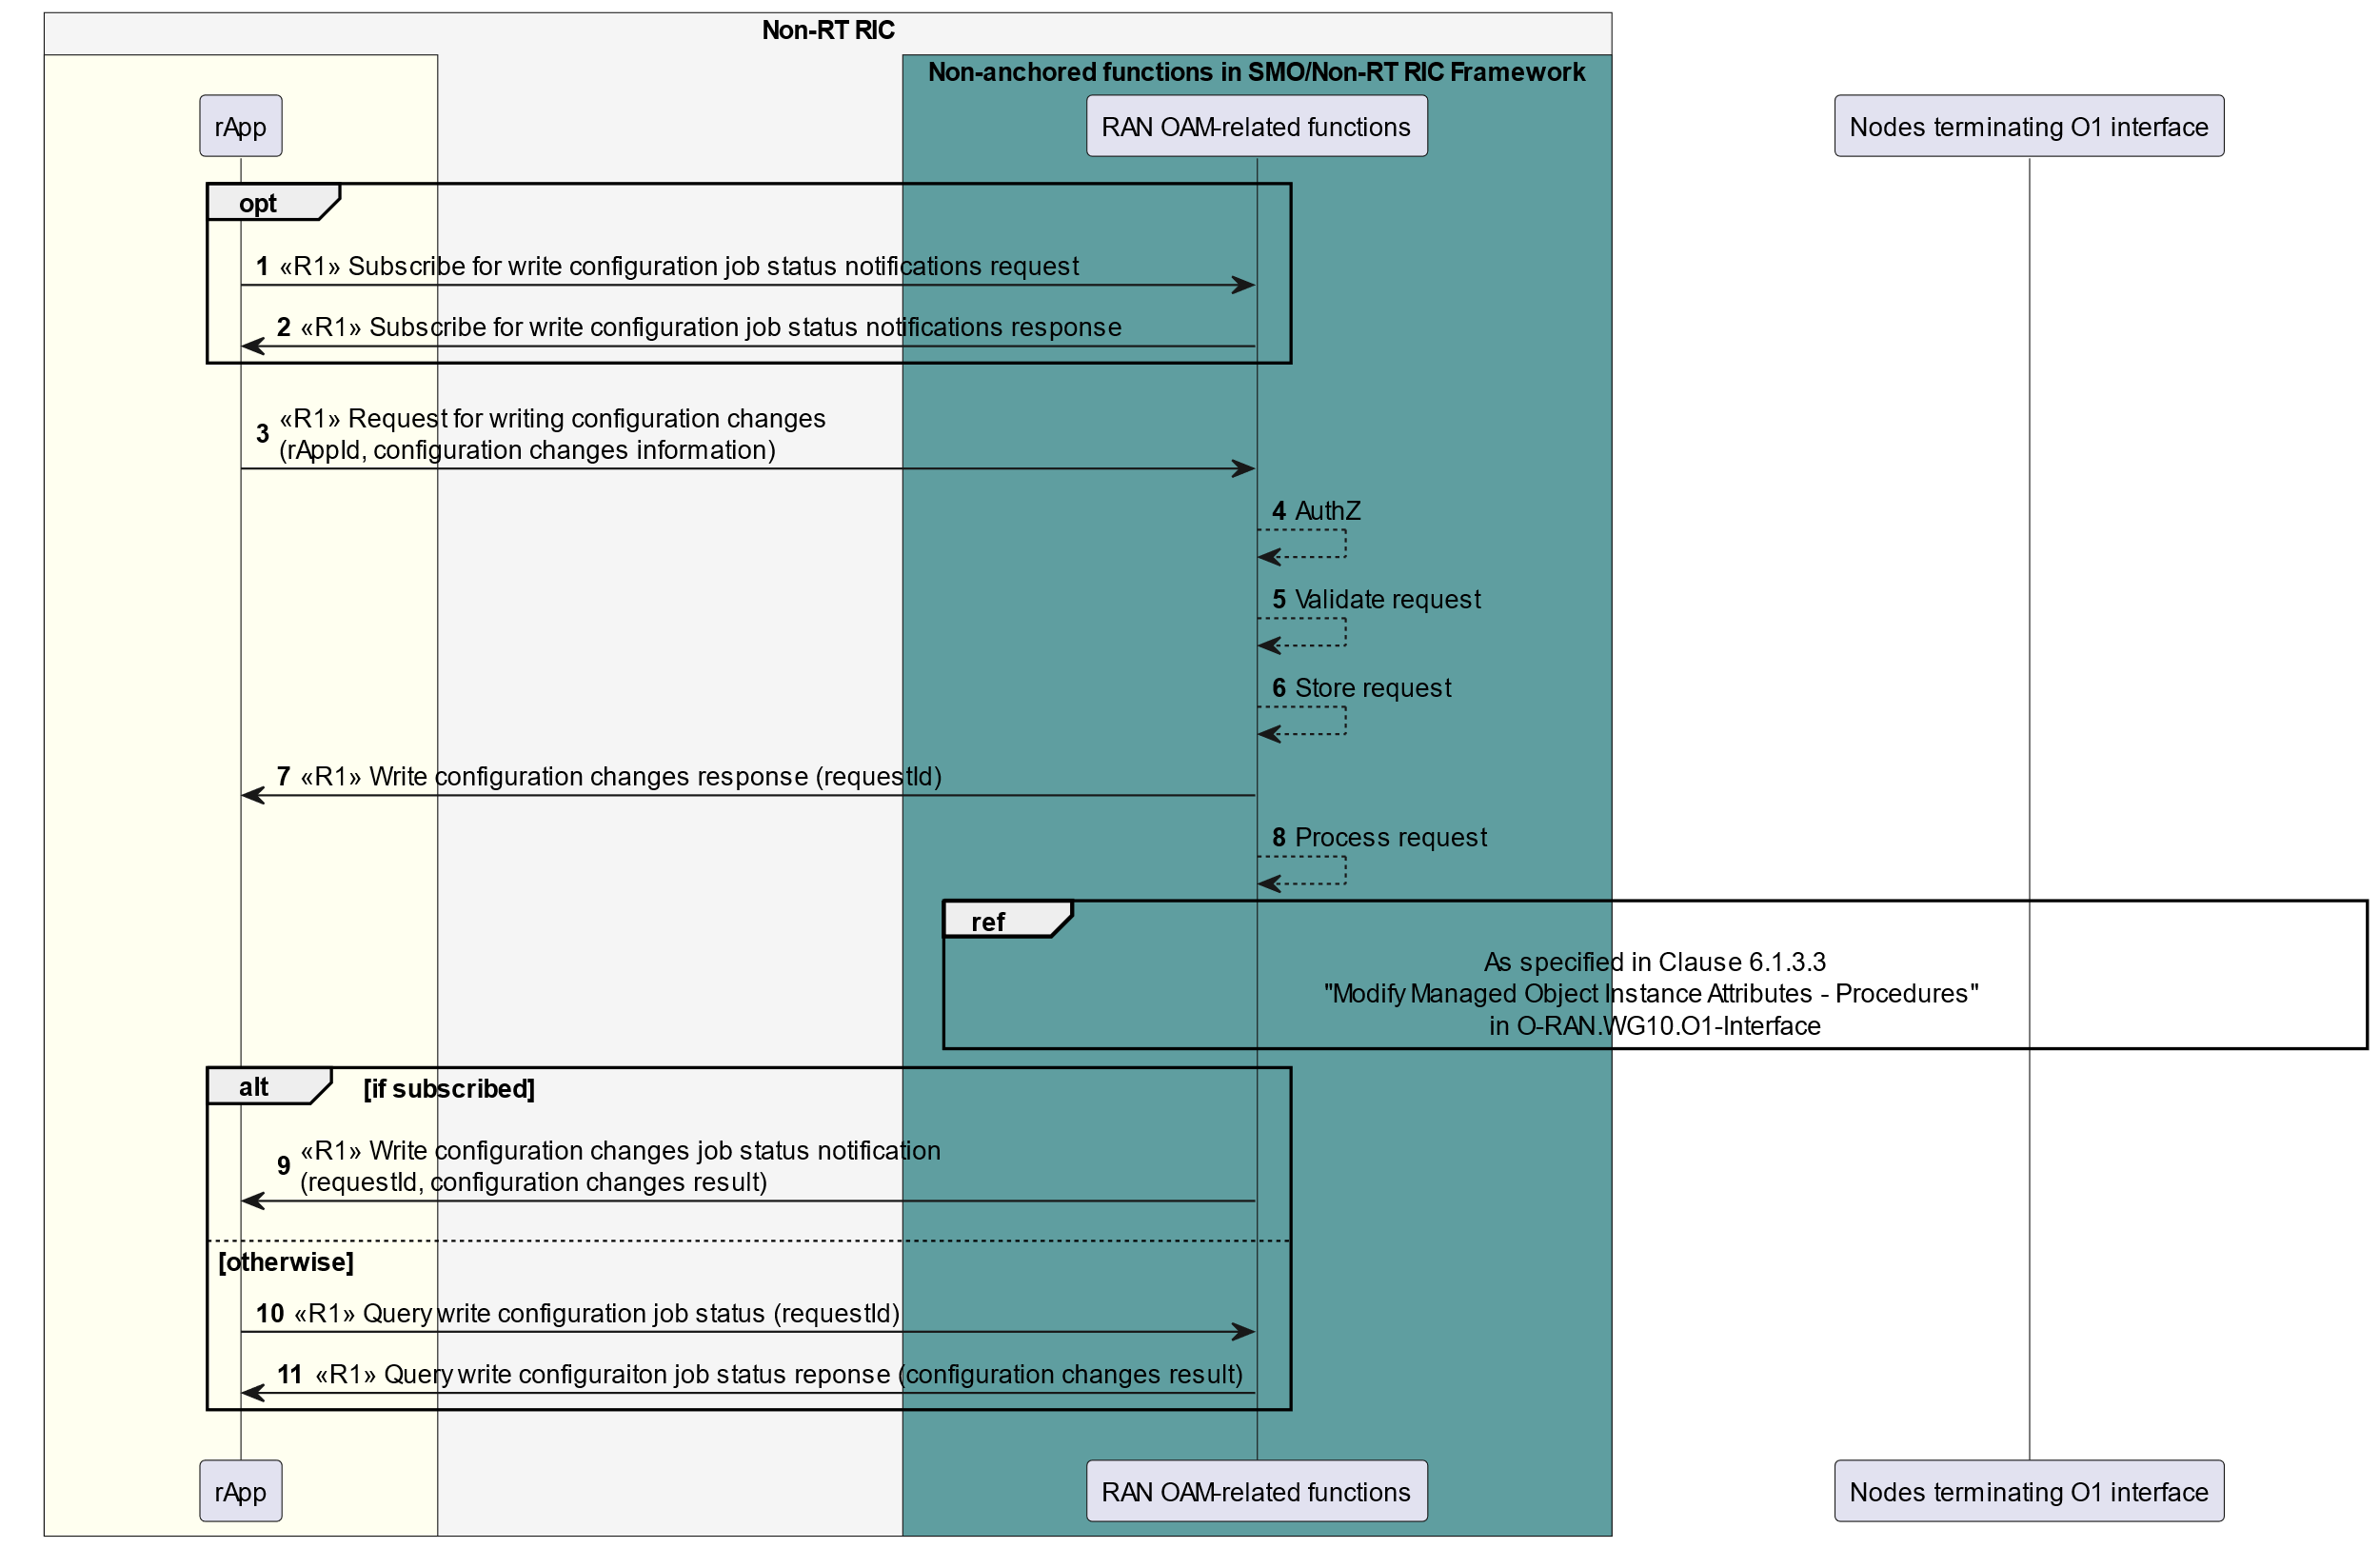 Non-RT RIC
Non-anchored functions in SMO/Non-RT RIC Framework
rApp
RAN OAM-related functions
Nodes terminating O1 interface
opt
1 «R1» Subscribe for write configuration job status notifications request
2 «R1» Subscribe for write configuration job status notifications response
3 «R1» Request for writing configuration changes
(rAppId, configuration changes information)
4 AuthZ
5 Validate request
6 Store request
7 «R1» Write configuration changes response (requestId)
8 Process request
ref
As specified in Clause 6.1.3.3
"Modify Managed Object Instance Attributes - Procedures"
in O-RAN.WG10.O1-Interface
alt [if subscribed]
9 «R1» Write configuration changes job status notification
(requestId, configuration changes result)
[otherwise]
10 «R1» Query write configuration job status (requestId)
11 «R1» Query write configuraiton job status reponse (configuration changes result)
rApp
RAN OAM-related functions
Nodes terminating O1 interface